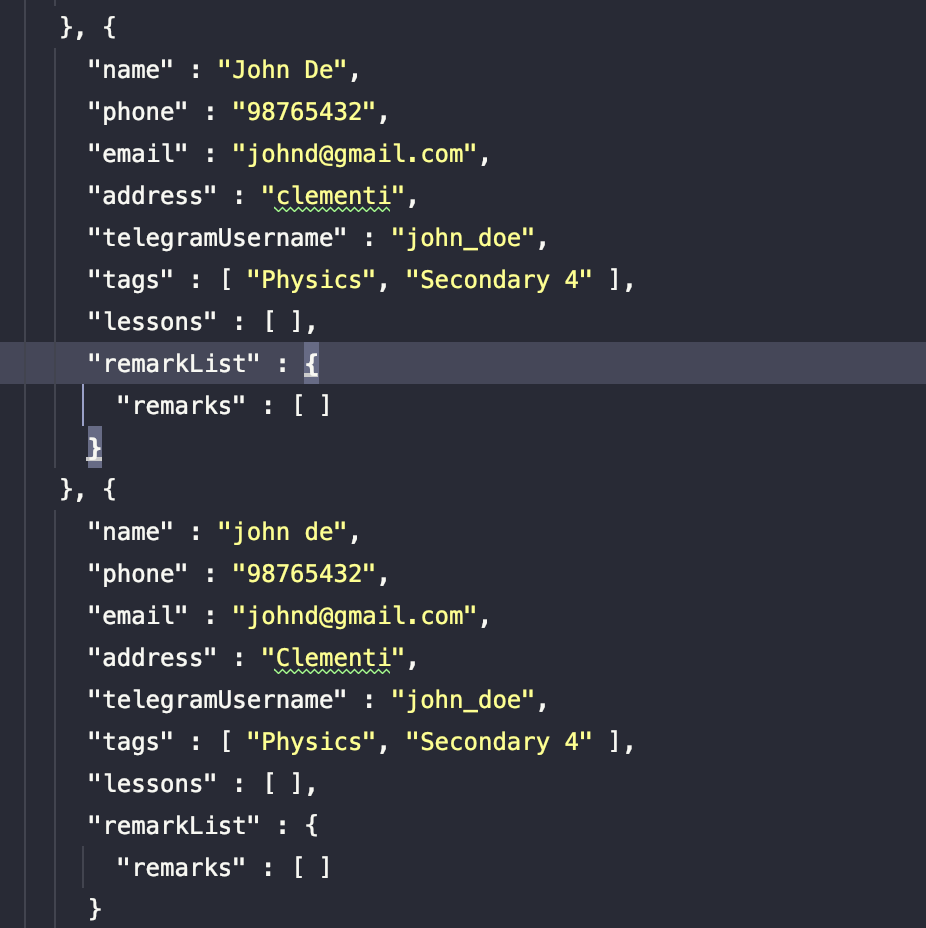 }, {
"name" : "John De",
"phone" : "98765432",
"email" : "johnd@gmail.com",
"address" : "clementi",
"telegramUsername" : "john_doe",
"tags" : [ "Physics", "Secondary 4" ],
"lessons" : [ ],
"remarkList" : {
"remarks" : [ ]
}
}, {
"name" : "john de",
"phone" : "98765432",
"email" : "johnd@gmail.com",
"address" : "Clementi",
"telegramUsername" : "john_doe",
"tags" : [ "Physics", "Secondary 4" ],
"lessons" : [ ],
"remarkList" : {
"remarks" : [ ]
}